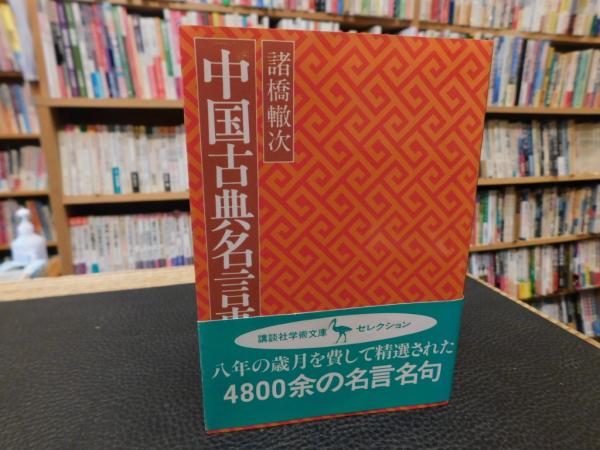 諸橋轍次
中国古典名言事
講談社学術文庫 セレクション
八年の歳月を費して精選された
4800余の名言名句